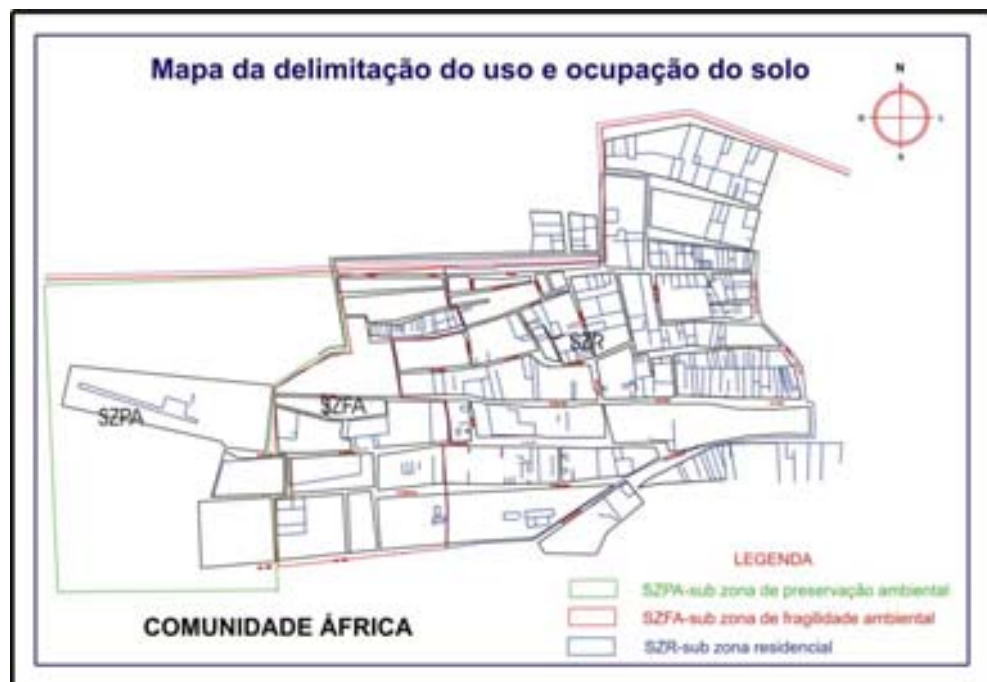 Mapa da delimitação do uso e ocupação do solo
N
L
S
SZR
SZPA
SZFA
LEGENDA
SZPA-sub zona de preservação ambiental
SZFA-sub zona de fragilidade ambiental
SZR-sub zona residencial
COMUNIDADE ÁFRICA